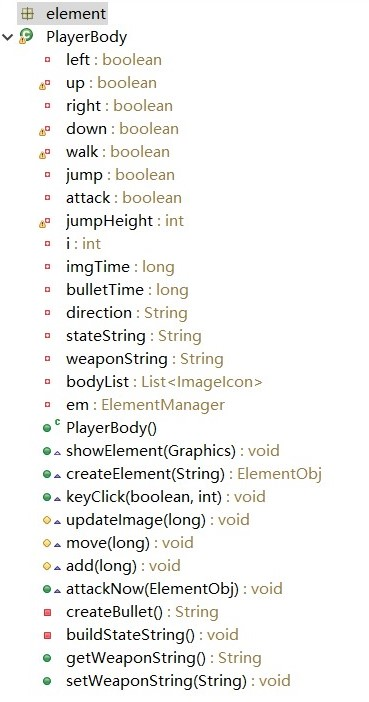 element
PlayerBody
left : boolean
up : boolean
right : boolean
down : boolean
walk : boolean
jump : boolean
attack : boolean
jumpHeight : int
i : int
imgTime : long
bulletTime : long
direction : String
stateString : String
weaponString : String
bodyList : List<ImageIcon>
em : ElementManager
PlayerBody()
showElement(Graphics) : void
createElement(String) : ElementObj
keyClick(boolean, int) : void
updateImage(long) : void
move(long) : void
add(long) : void
attackNow(ElementObj) : void
createBullet() : String
buildStateString() : void
getWeaponString() : String
setWeaponString(String) : void